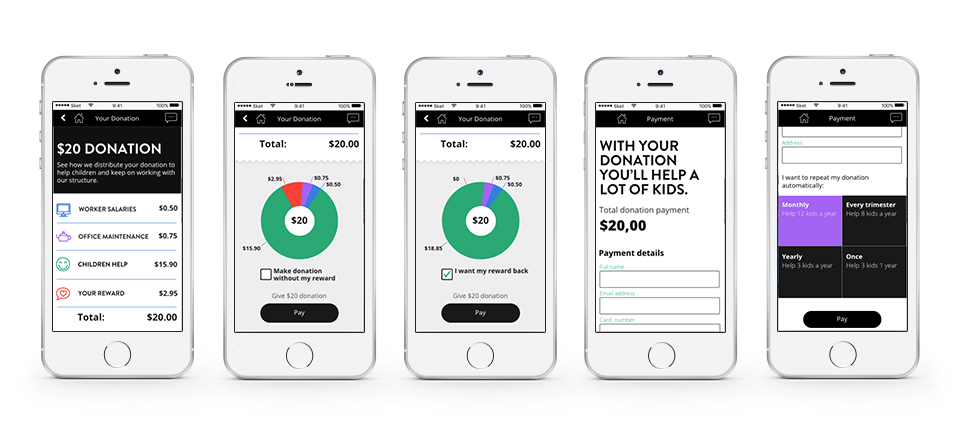 Sket 9:41 100%
Your Donation
$20 DONATION
See how we distribute your donation to
help children and keep on working with
our structure.
WORKER SALARIES $0.50
OFFICE MAINTENANCE $0.75
CHILDREN HELP $15.90
YOUR REWARD $2.95
Total: $20.00
Sket 9:41 100%
Your Donation
Total: $20.00
$2.95 $0.75
$0.50
$20
$15.90
Make donation
without my reward
Give $20 donation
Pay
Sket 9:41 100%
Your Donation
Total: $20.00
$0 $0.75
$0.50
$20
$18.85
I want my reward back
Give $20 donation
Pay
Sket 9:41 100%
Payment
WITH YOUR
DONATION
YOU'LL HELP A
LOT OF KIDS.
Total donation payment
$20,00
Payment details
Full name
Email address
Card number
Sket 9:41 100%
Payment
Address
I want to repeat my donation
automatically:
Monthly
Help 12 kids a year
Every trimester
Help 8 kids a year
Yearly
Help 3 kids a year
Once
Help 3 kids 1 year
Pay